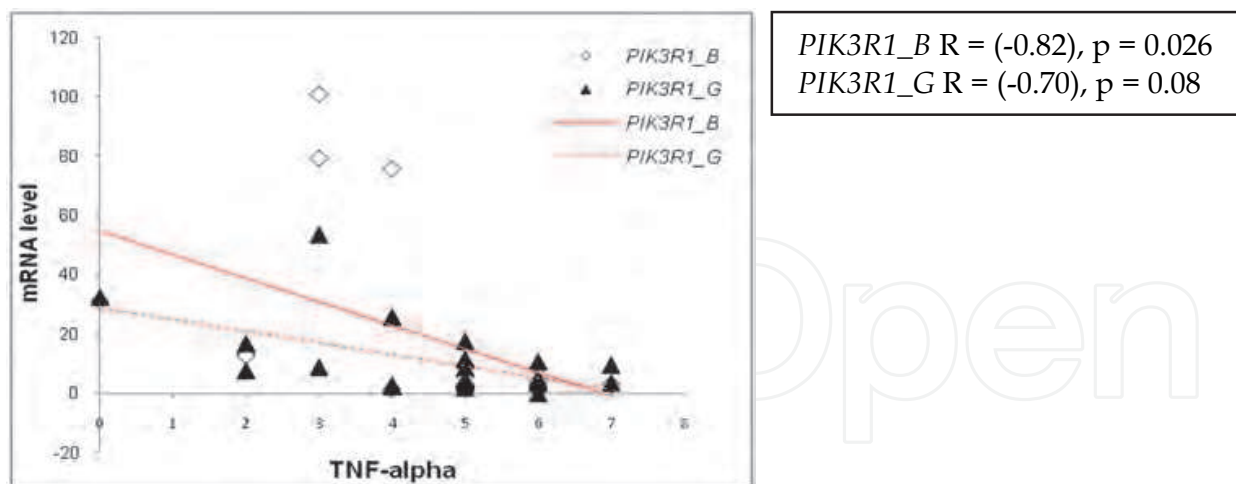 120
100
80
60
40
20
0
-20
mRNA level
0 1 2 3 4 5 6 7 8
TNF-alpha
PIK3R1_B
PIK3R1_G
PIK3R1_B
PIK3R1_G
PIK3R1_B R = (-0.82), p = 0.026
PIK3R1_G R = (-0.70), p = 0.08
Open